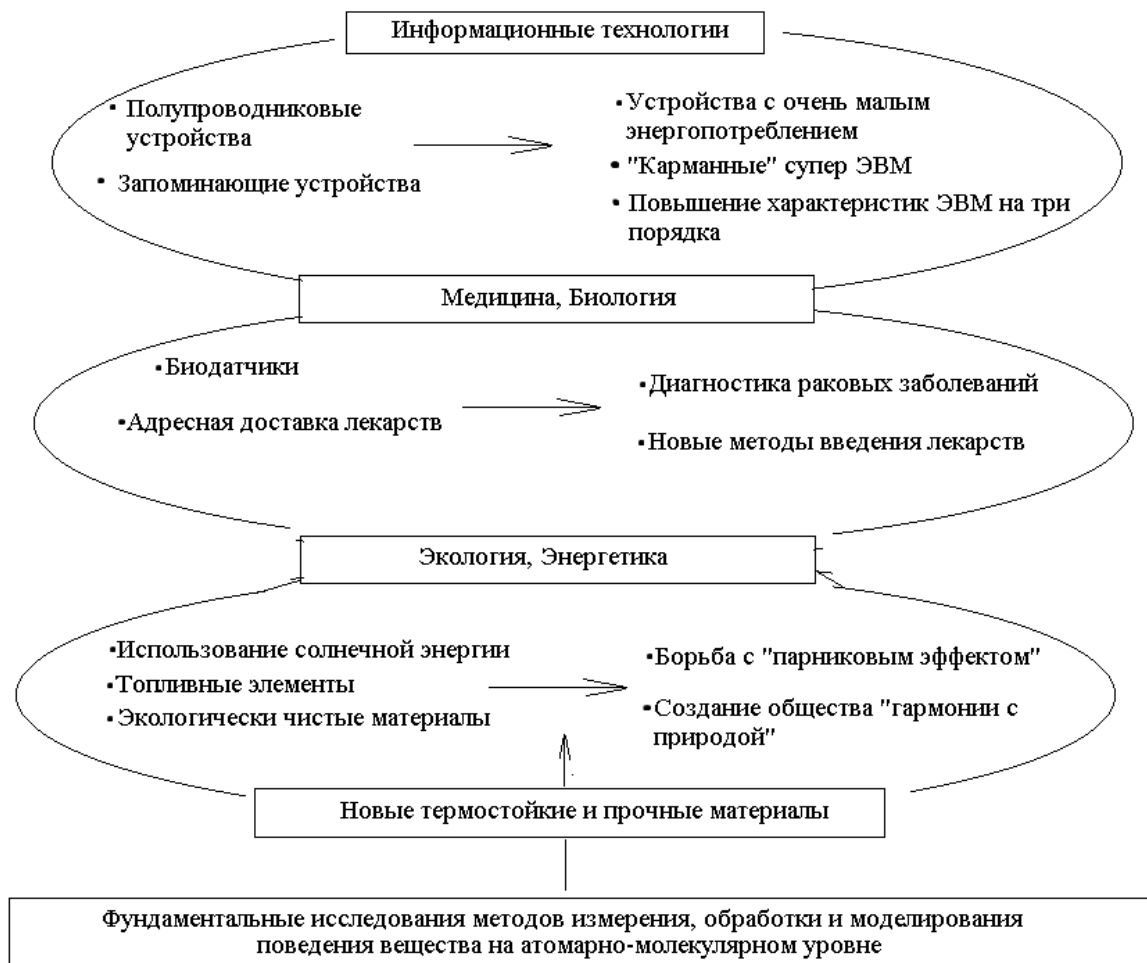 Информационные технологии
• Полупроводниковые
устройства
• Запоминающие устройства
• Устройства с очень малым
энергопотреблением
• "Карманные" супер ЭВМ
• Повышение характеристик ЭВМ на три
порядка
Медицина, Биология
• Биодатчики
• Адресная доставка лекарств
• Диагностика раковых заболеваний
• Новые методы введения лекарств
Экология, Энергетика
• Использование солнечной энергии
• Топливные элементы
• Экологически чистые материалы
• Борьба с "парниковым эффектом"
• Создание общества "гармонии с
природой"
Новые термостойкие и прочные материалы
Фундаментальные исследования методов измерения, обработки и моделирования
поведения вещества на атомарно-молекулярном уровне